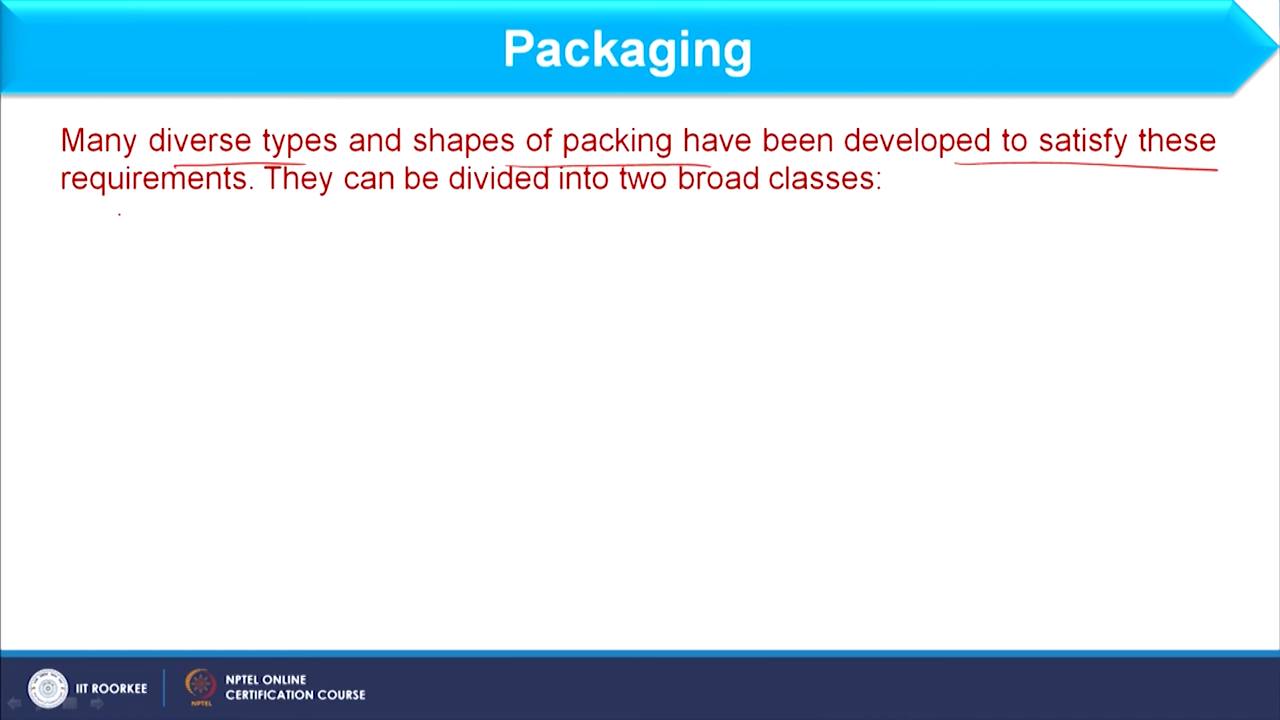 Packaging
Many diverse types and shapes of packing have been developed to satisfy these
requirements. They can be divided into two broad classes:
IIT ROORKEE
NPTEL
NPTEL ONLINE
CERTIFICATION COURSE